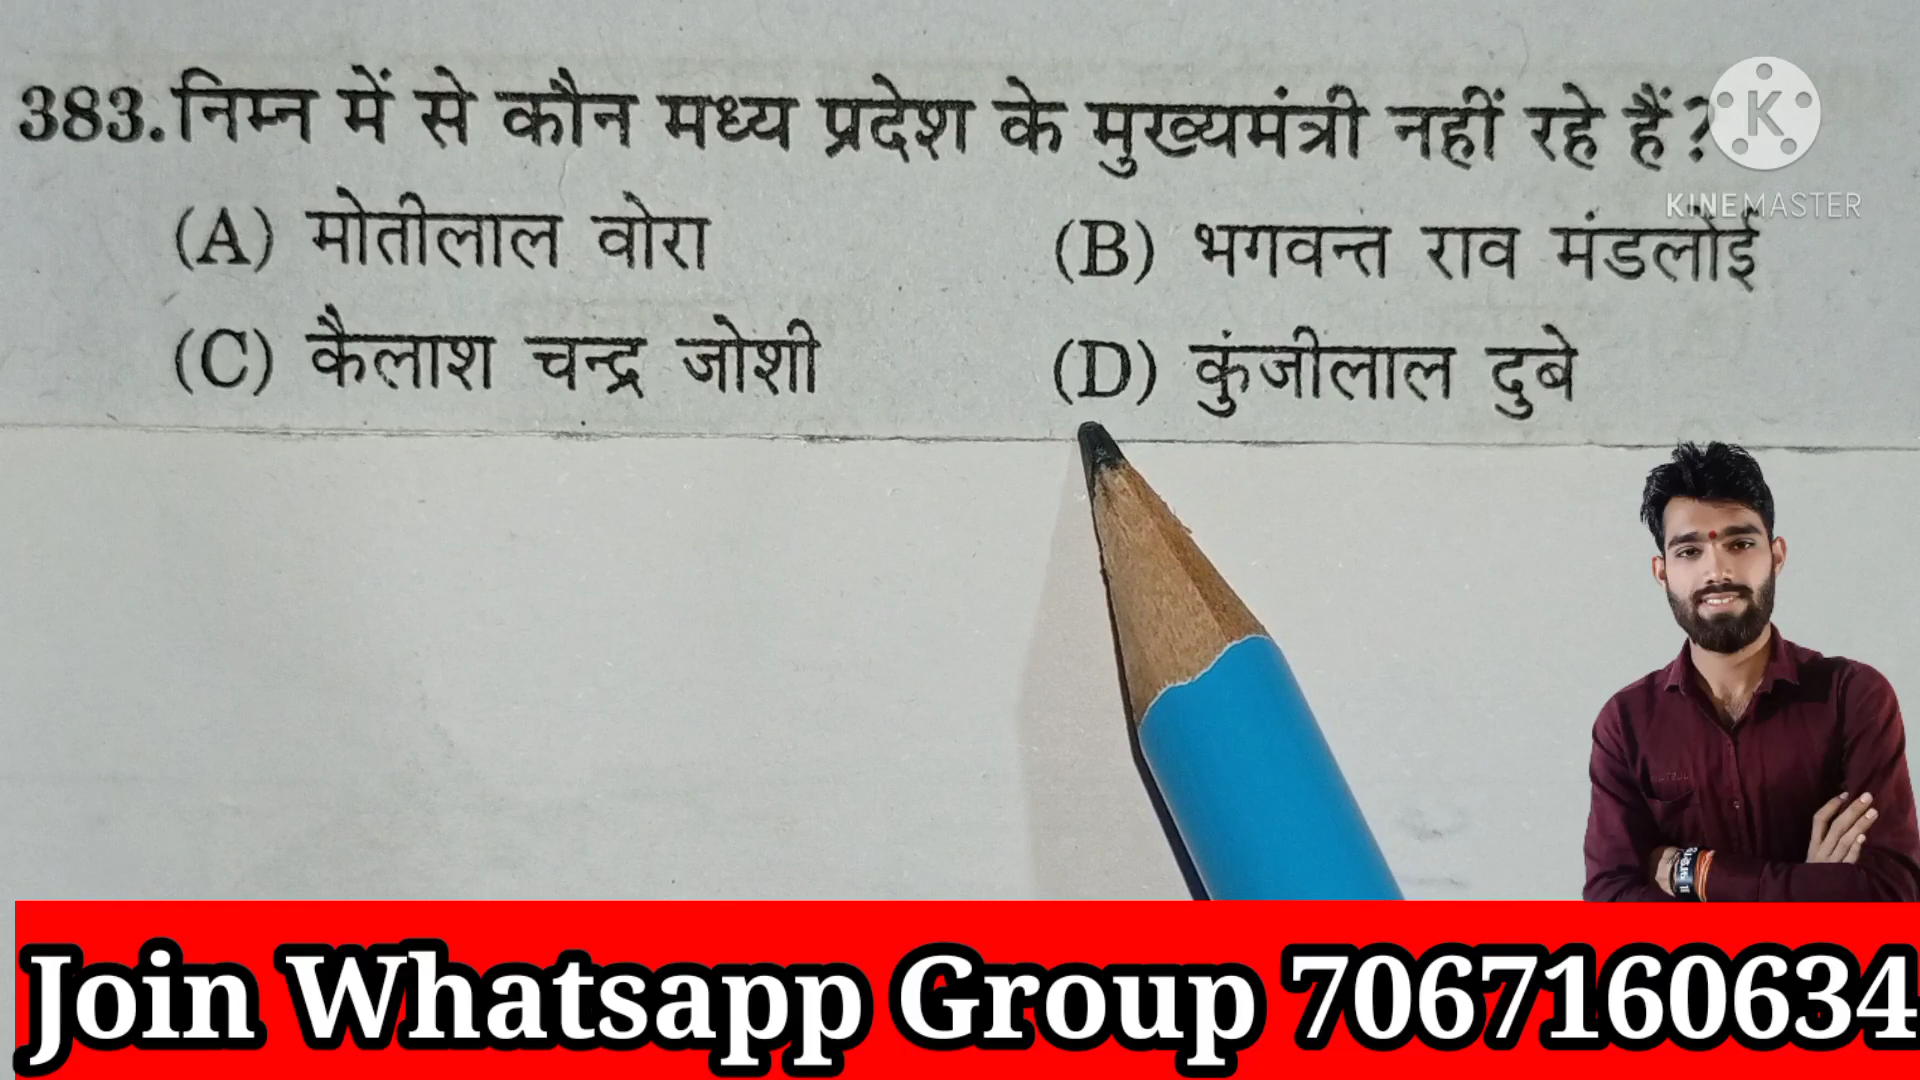 383. निम्न में से कौन मध्य प्रदेश के मुख्यमंत्री नहीं रहे हैं?
K
KINEMASTER
(A) मोतीलाल वोरा (B) भगवन्त राव मंडलोई
(C) कैलाश चन्द्र जोशी (D) कुंजीलाल दुबे
Join Whatsapp Group 7067160634